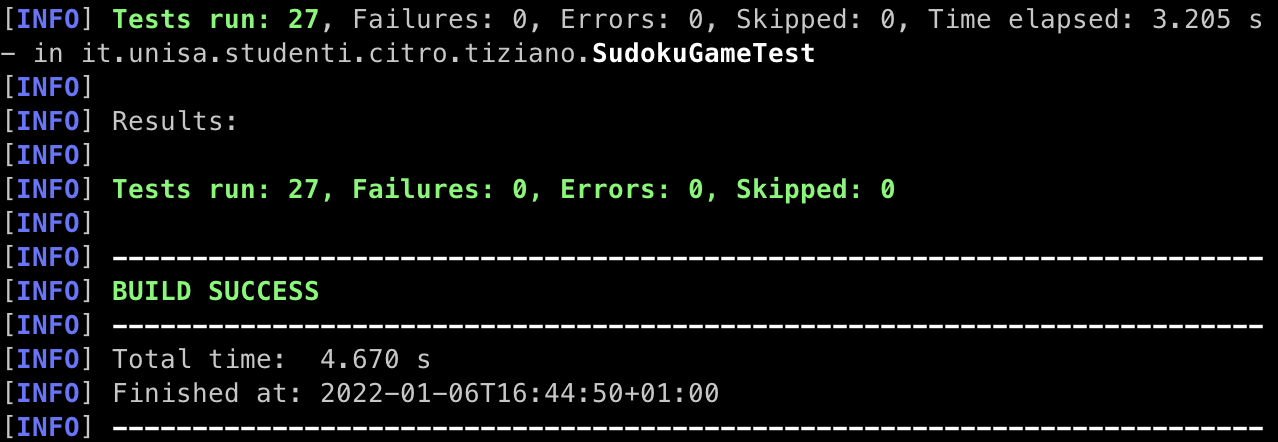 [INFO] Tests run: 27, Failures: 0, Errors: 0, Skipped: 0, Time elapsed: 3.205 s
- in it.unisa.studenti.citro.tiziano.SudokuGameTest
[INFO]
[INFO] Results:
[INFO]
[INFO] Tests run: 27, Failures: 0, Errors: 0, Skipped: 0
[INFO]
[INFO] ------------------------------------------------------------------------
[INFO] BUILD SUCCESS
[INFO] ------------------------------------------------------------------------
[INFO] Total time:  4.670 s
[INFO] Finished at: 2022-01-06T16:44:50+01:00
[INFO] ------------------------------------------------------------------------